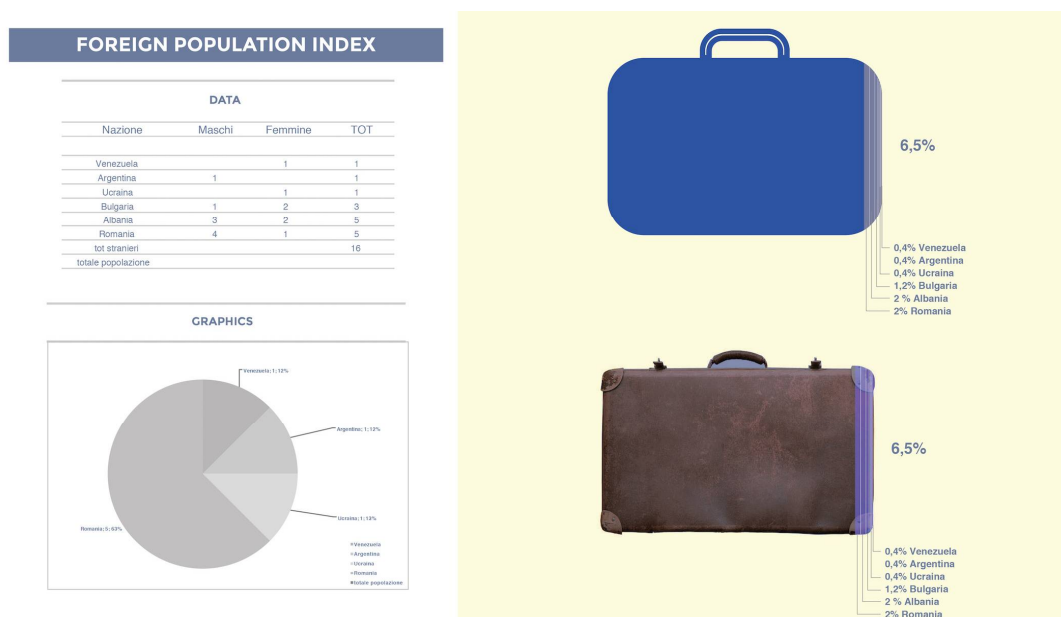 FOREIGN POPULATION INDEX
DATA
Nazione Maschi Femmine TOT
Venezuela 1 1
Argentina 1 1
Ucraina 1 1
Bulgaria 1 2 3
Albania 3 2 5
Romania 4 1 5
tot stranieri 16
totale popolazione
GRAPHICS
Venezuela; 1; 12%
Argentina; 1; 12%
Ucraina; 1; 12%
Romania; 5; 63%
Venezuela
Argentina
Ucraina
Romania
totale popolazione
6,5%
0,4% Venezuela
0,4% Argentina
0,4% Ucraina
1,2% Bulgaria
2 % Albania
2% Romania
6,5%
0,4% Venezuela
0,4% Argentina
0,4% Ucraina
1,2% Bulgaria
2 % Albania
2% Romania